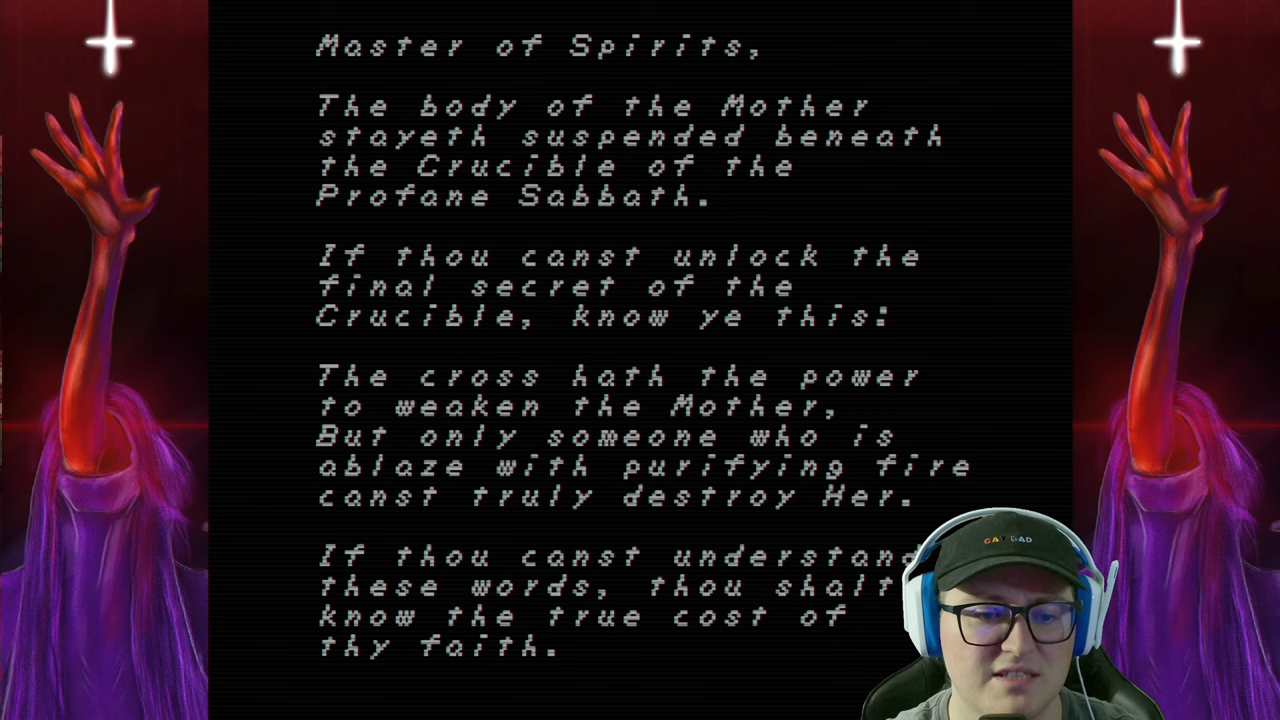 Master of Spirits,
The body of the Mother
stayeth suspended beneath
the Crucible of the
Profane Sabbath.
If thou canst unlock the
final secret of the
Crucible, know ye this:
The cross hath the power
to weaken the Mother,
But only someone who is
ablaze with purifying fire
canst truly destroy Her.
If thou canst understand
these words, thou shalt
know the true cost of
thy faith.
GAY DAD